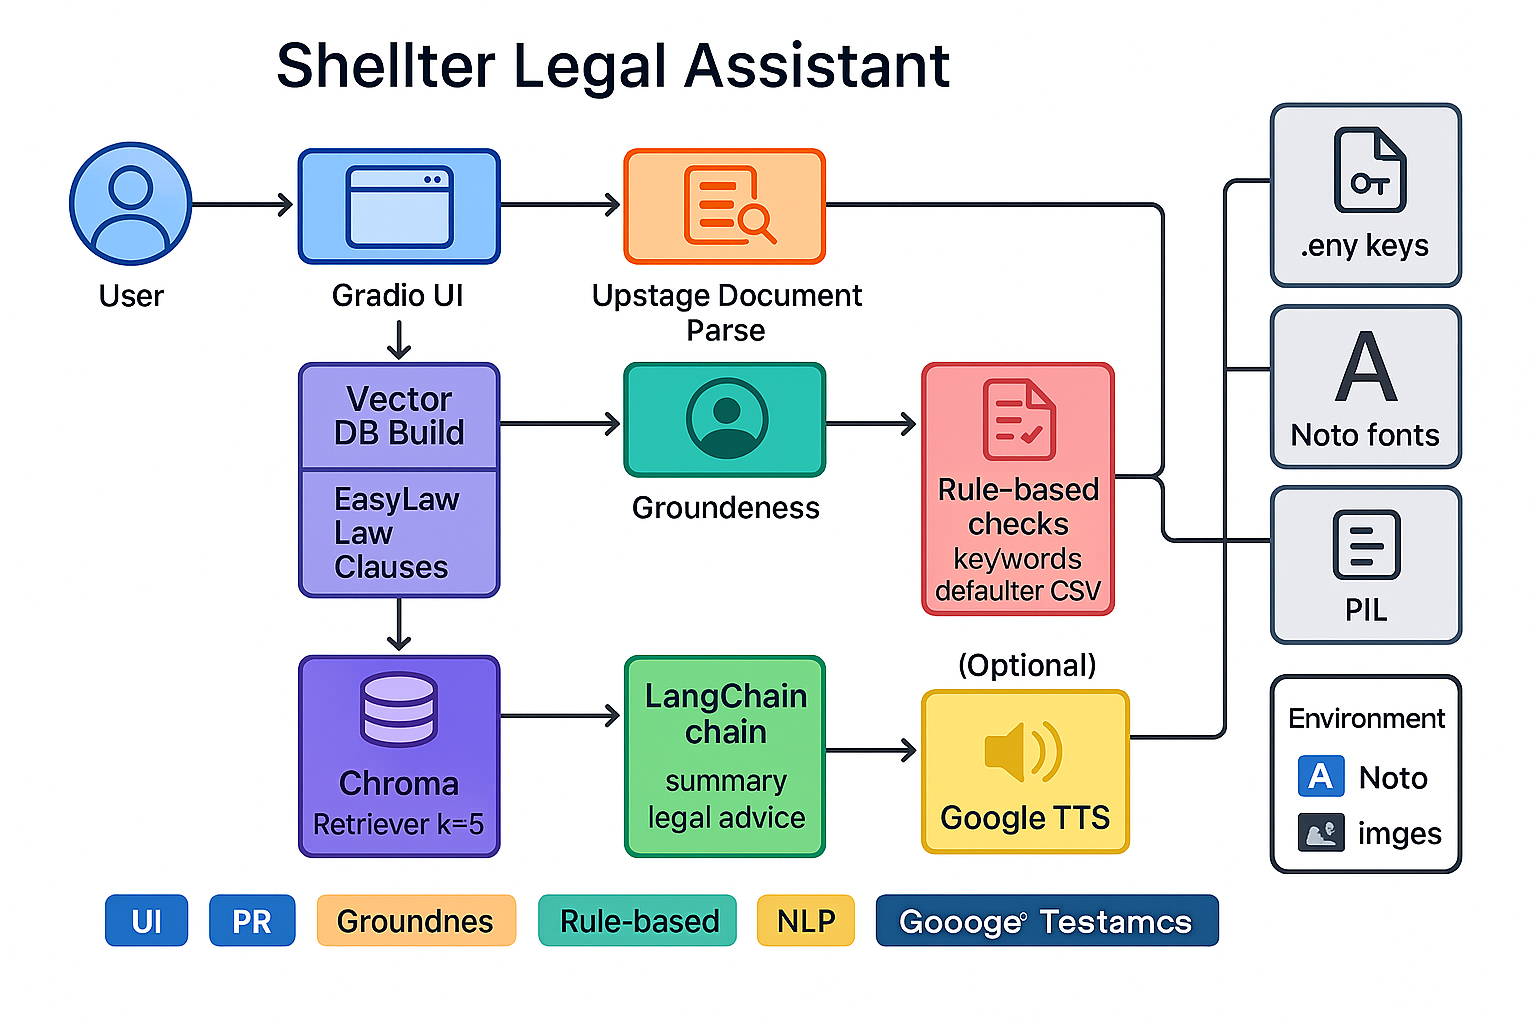 Shellter Legal Assistant
User
Gradio UI
Upstage Document
Parse
.eny keys
Noto fonts
PIL
Vector
DB Build
EasyLaw
Law
Clauses
Groundeness
Rule-based
checks
key⁄words
defaulter CSV
Chroma
Retriever k=5
LangChain
chain
summary
legal advice
(Optional)
Google TTS
Environment
A Noto
imges
UI
PR
Groundnes
Rule-based
NLP
Goooge° Testamcs